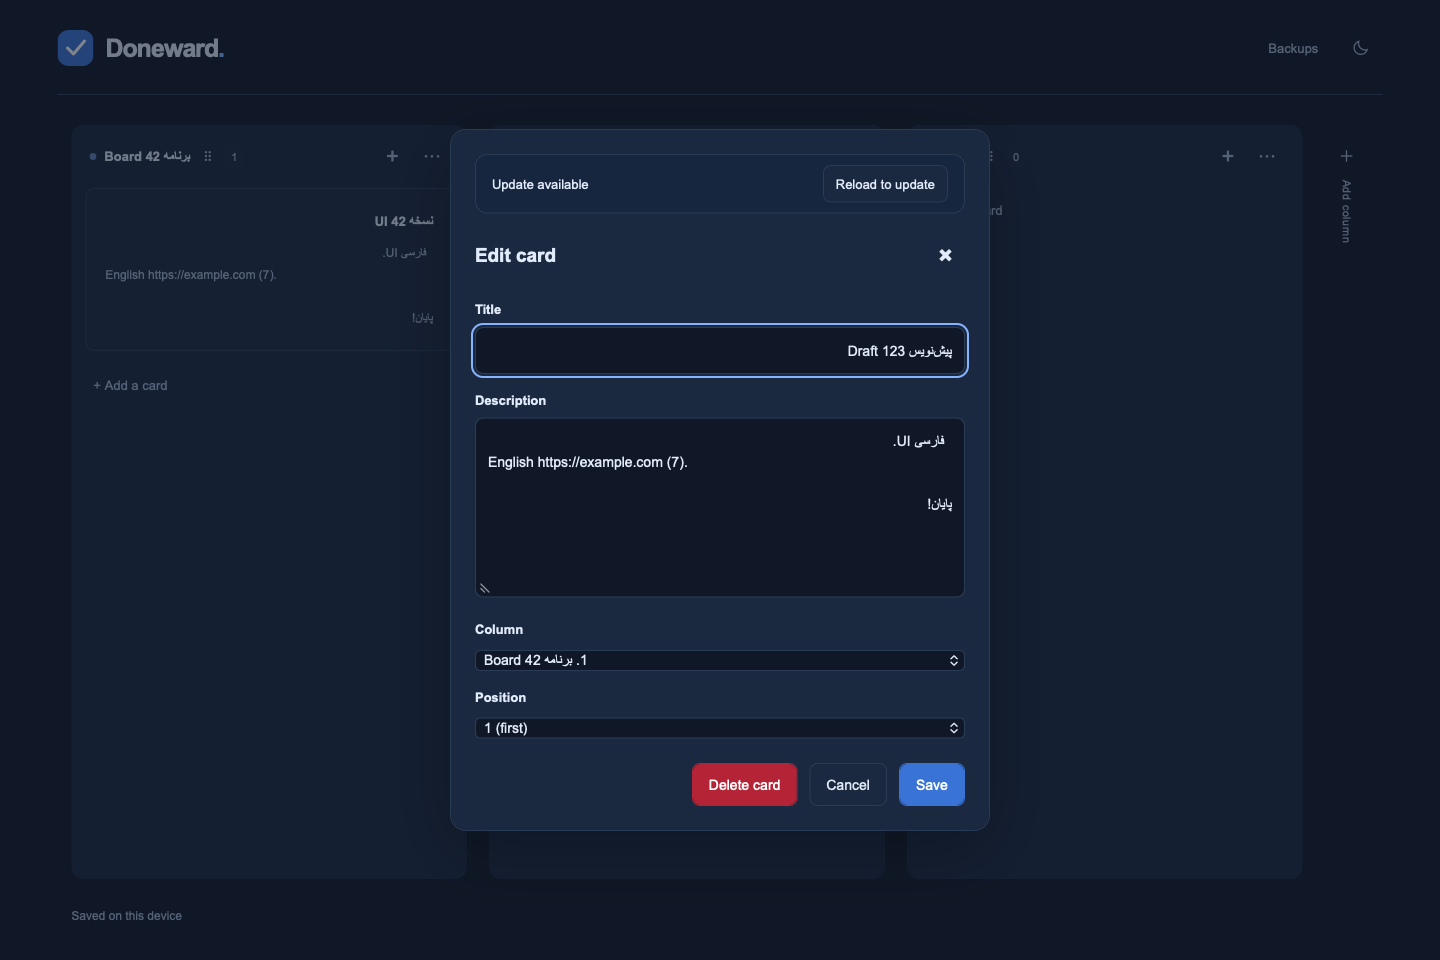 Doneward.
Backups
برنامه Board 42
1
نسخه UI 42
فارسی UI.
English https://example.com (7).
پایان!
+ Add a card
0
Add column
Update available
Reload to update
Edit card
Title
پیش‌نویس Draft 123
Description
فارسی UI.
English https://example.com (7).
پایان!
Column
1. برنامه Board 42
Position
1 (first)
Delete card
Cancel
Save
Saved on this device